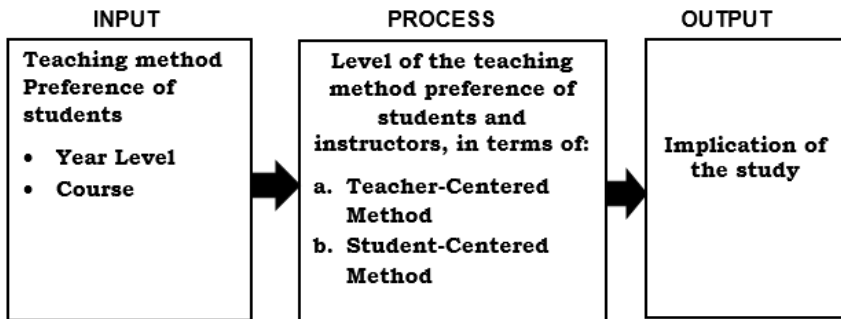 INPUT
PROCESS
OUTPUT
Teaching method
Preference of
students
• Year Level
• Course
Level of the teaching
method preference of
students and
instructors, in terms of:
a. Teacher-Centered
Method
b. Student-Centered
Method
Implication of
the study